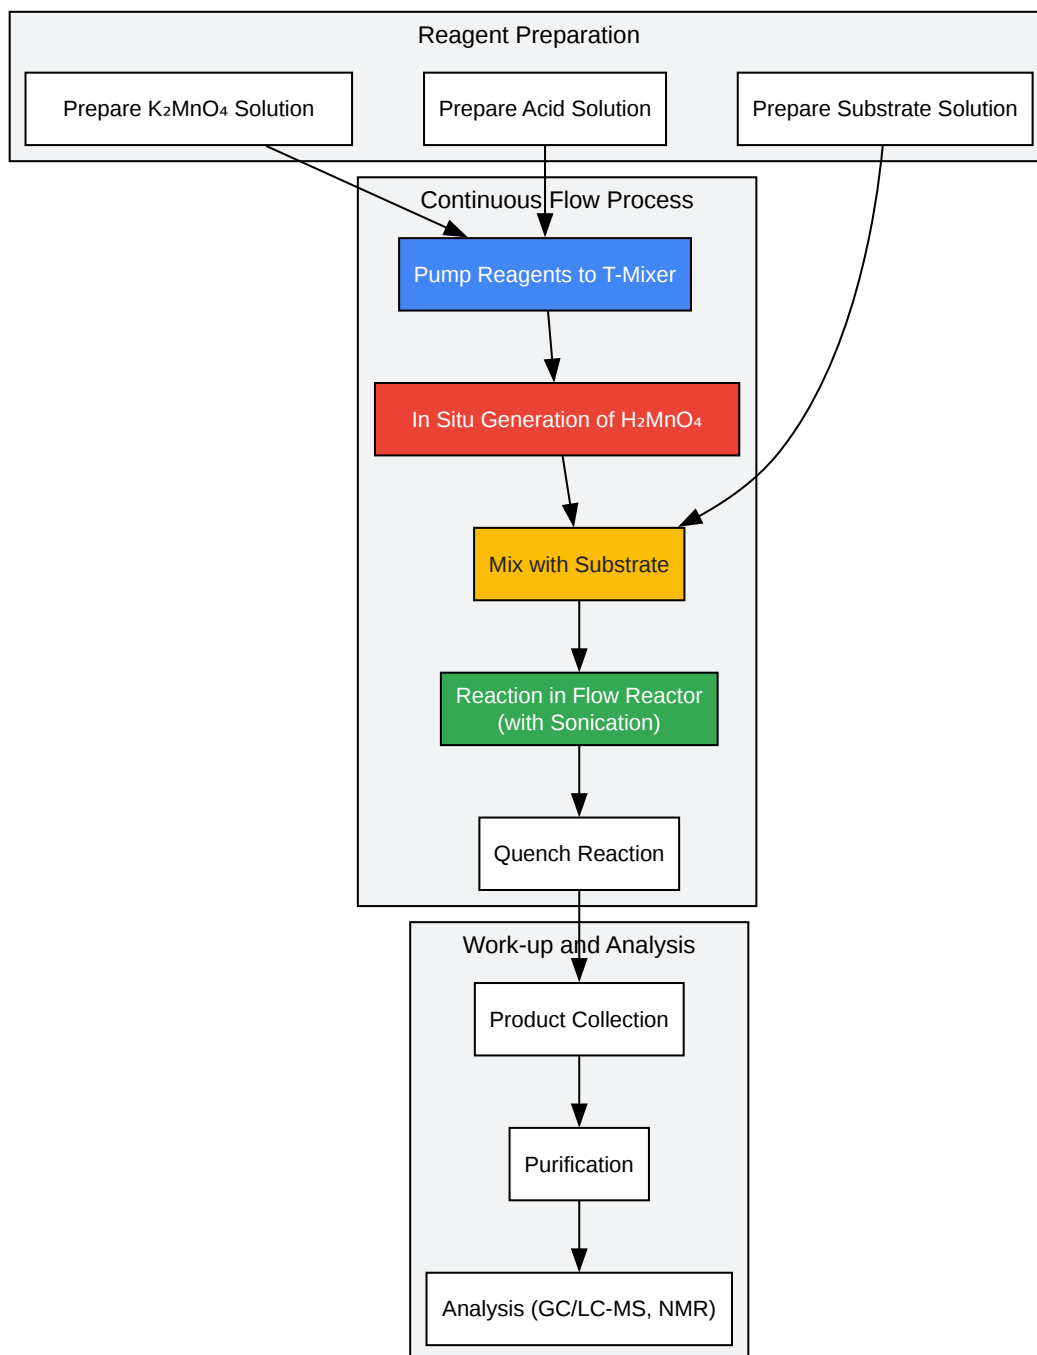 Reagent Preparation
Prepare K₂MnO₄ Solution
Prepare Acid Solution
Prepare Substrate Solution
Continuous Flow Process
Pump Reagents to T-Mixer
In Situ Generation of H₂MnO₄
Mix with Substrate
Reaction in Flow Reactor
(with Sonication)
Quench Reaction
Work-up and Analysis
Product Collection
Purification
Analysis (GC/LC-MS, NMR)